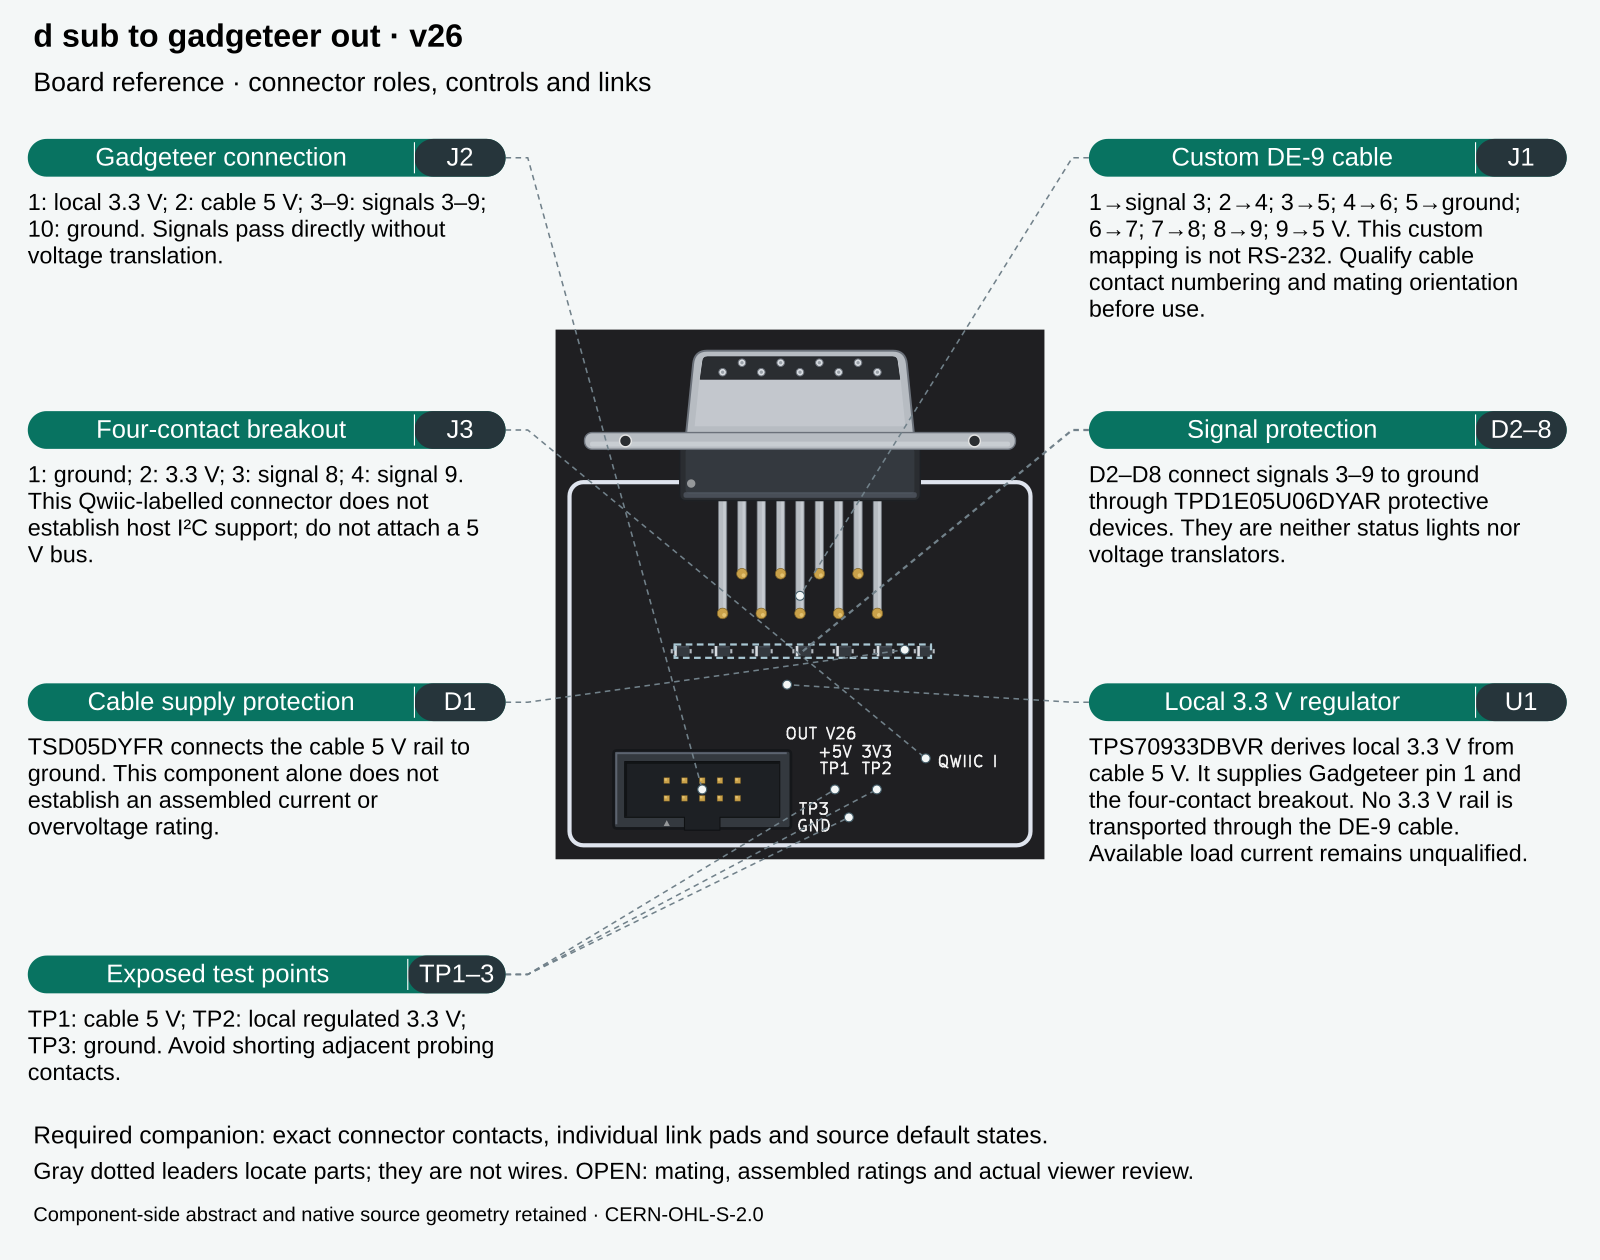 d sub to gadgeteer out · v26
Board reference · connector roles, controls and links
Gadgeteer connection J2
1: local 3.3 V; 2: cable 5 V; 3–9: signals 3–9;
10: ground. Signals pass directly without
voltage translation.
Custom DE-9 cable J1
1→signal 3; 2→4; 3→5; 4→6; 5→ground;
6→7; 7→8; 8→9; 9→5 V. This custom
mapping is not RS-232. Qualify cable
contact numbering and mating orientation
before use.
Four-contact breakout J3
1: ground; 2: 3.3 V; 3: signal 8; 4: signal 9.
This Qwiic-labelled connector does not
establish host I²C support; do not attach a 5
V bus.
Signal protection D2–8
D2–D8 connect signals 3–9 to ground
through TPD1E05U06DYAR protective
devices. They are neither status lights nor
voltage translators.
Cable supply protection D1
TSD05DYFR connects the cable 5 V rail to
ground. This component alone does not
establish an assembled current or
overvoltage rating.
Local 3.3 V regulator U1
TPS70933DBVR derives local 3.3 V from
cable 5 V. It supplies Gadgeteer pin 1 and
the four-contact breakout. No 3.3 V rail is
transported through the DE-9 cable.
Available load current remains unqualified.
OUT V26
+5V 3V3
TP1 TP2
QWIIC I
TP3
GND
Exposed test points TP1–3
TP1: cable 5 V; TP2: local regulated 3.3 V;
TP3: ground. Avoid shorting adjacent probing
contacts.
Required companion: exact connector contacts, individual link pads and source default states.
Gray dotted leaders locate parts; they are not wires. OPEN: mating, assembled ratings and actual viewer review.
Component-side abstract and native source geometry retained · CERN-OHL-S-2.0